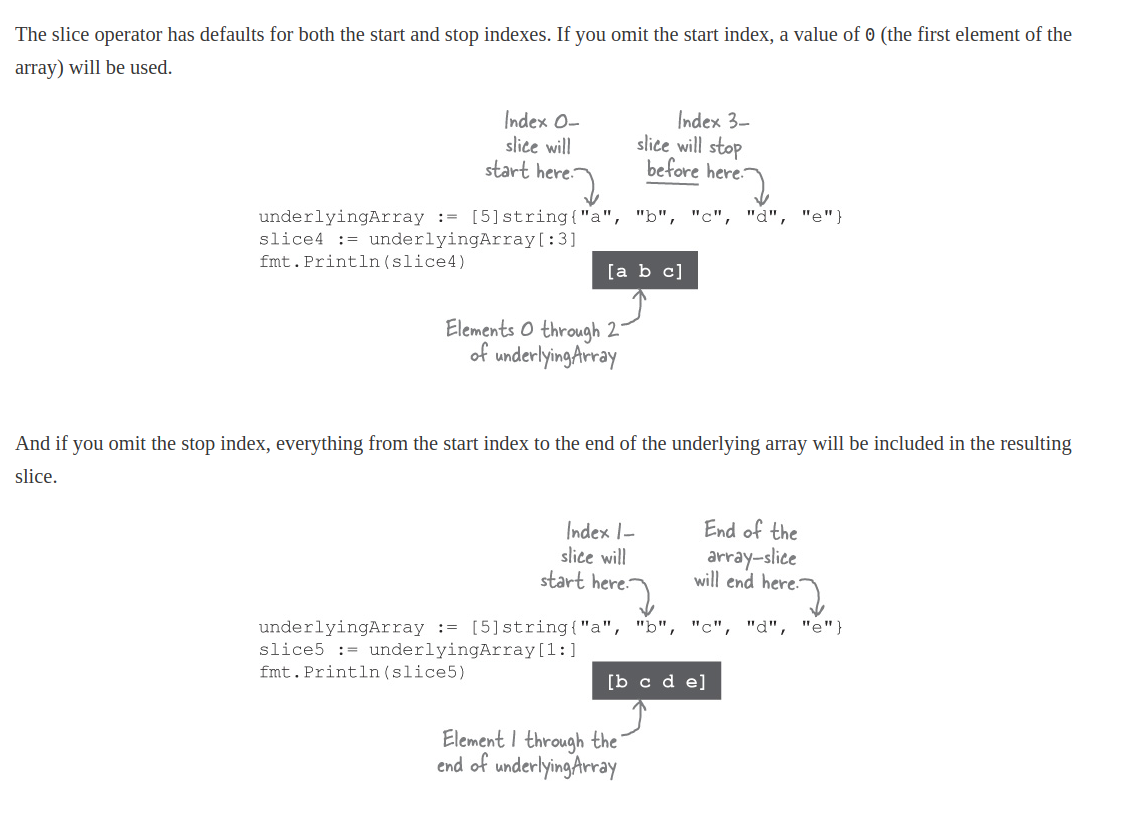 The slice operator has defaults for both the start and stop indexes. If you omit the start index, a value of 0 (the first element of the
array) will be used.
Index 0–
slice will
start here.
Index 3–
slice will stop
before here.
underlyingArray := [5]string{"a", "b", "c", "d", "e"}
slice4 := underlyingArray[:3]
fmt.Println(slice4)
[a b c]
Elements 0 through 2
of underlyingArray
And if you omit the stop index, everything from the start index to the end of the underlying array will be included in the resulting
slice.
Index 1–
slice will
start here.
End of the
array–slice
will end here.
underlyingArray := [5]string{"a", "b", "c", "d", "e"}
slice5 := underlyingArray[1:]
fmt.Println(slice5)
[b c d e]
Element 1 through the
end of underlyingArray